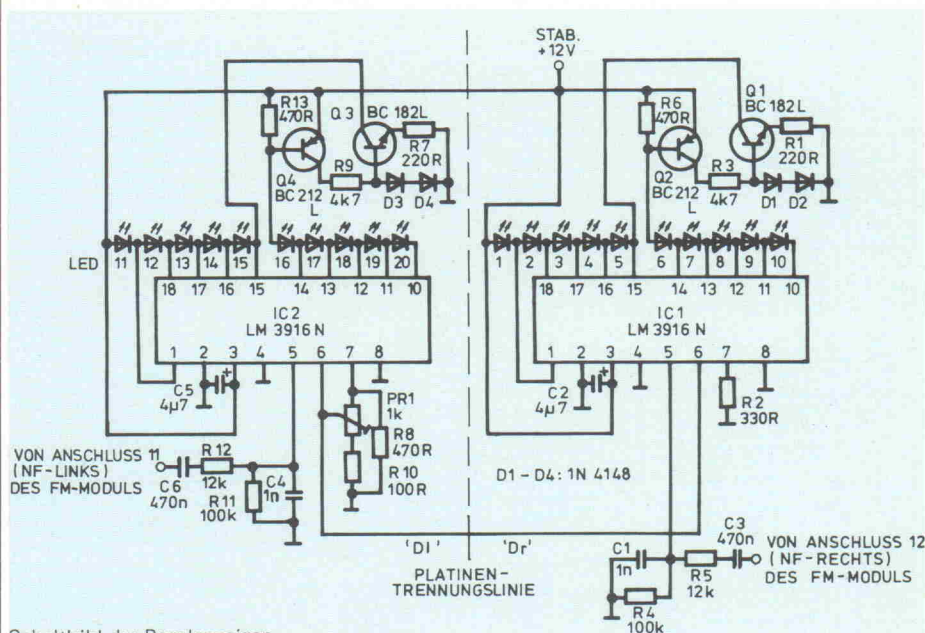 STAB.
+12V
R13
470R
Q3
BC 182L
R7
220R
Q4
BC 212
L
R9
4k7
D3 D4
R6
470R
Q1
BC 182L
R1
220R
Q2
BC 212
L
R3
4k7
D1 D2
LED 11 12 13 14 15 16 17 18 19 20
1 2 3 4 5 6 7 8 9 10
18 17 16 15 14 13 12 11 10
IC2
LM 3916 N
1 2 3 4 5 6 7 8
18 17 16 15 14 13 12 11 10
IC1
LM 3916 N
1 2 3 4 5 6 7 8
C5
4µ7
PR1
1k
R8
470R
R10
100R
C2
4µ7
R2
330R
VON ANSCHLUSS 11
(NF-LINKS)
DES FM-MODULS
C6
470n
R12
12k
R11
100k
C4
1n
D1 - D4: 1N 4148
'Dl' 'Dr'
PLATINEN-
TRENNUNGSLINIE
C1
1n
R4
100k
R5
12k
C3
470n
VON ANSCHLUSS 12
(NF-RECHTS)
DES FM-MODULS